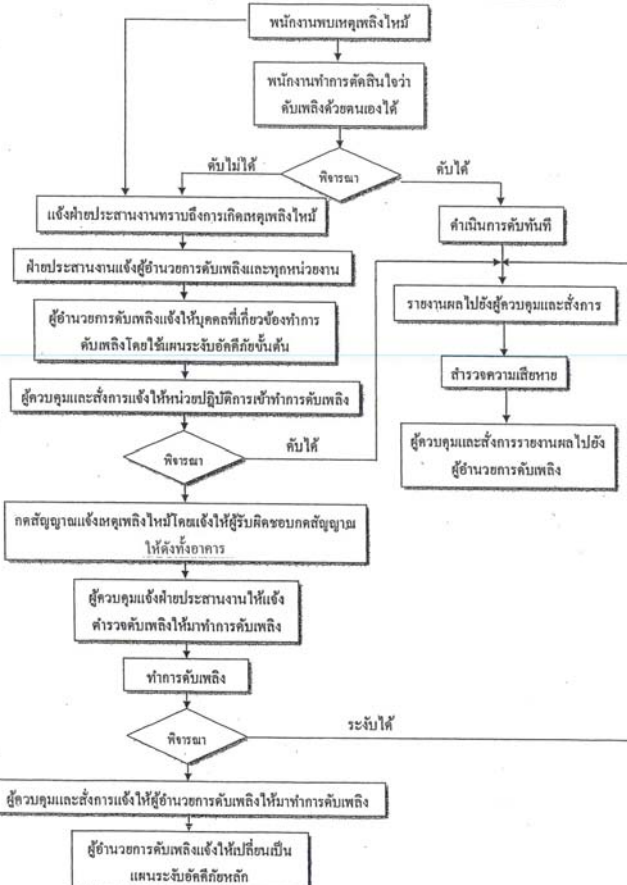 พนักงานพบเหตุเพลิงไหม้
พนักงานทำการตัดสินใจว่า
ดับเพลิงด้วยตนเองได้
พิจารณา
ดับไม่ได้
ดับได้
แจ้งฝ่ายประสานงานทราบถึงการเกิดเหตุเพลิงไหม้
ดำเนินการดับทันที
ฝ่ายประสานงานแจ้งผู้อำนวยการดับเพลิงและทุกหน่วยงาน
รายงานผลไปยังผู้ควบคุมและสั่งการ
ผู้อำนวยการดับเพลิงแจ้งให้บุคคลที่เกี่ยวข้องทำการ
ดับเพลิงโดยใช้แผนระงับอัคคีภัยขั้นต้น
สำรวจความเสียหาย
ผู้ควบคุมและสั่งการแจ้งให้หน่วยปฏิบัติการเข้าทำการดับเพลิง
ผู้ควบคุมและสั่งการรายงานผลไปยัง
ผู้อำนวยการดับเพลิง
พิจารณา
ดับได้
กดสัญญาณแจ้งเหตุเพลิงไหม้โดยแจ้งให้ผู้รับผิดชอบกดสัญญาณ
ให้ดังทั้งอาคาร
ผู้ควบคุมแจ้งฝ่ายประสานงานให้แจ้ง
ตำรวจดับเพลิงให้มาทำการดับเพลิง
ทำการดับเพลิง
พิจารณา
ระงับได้
ผู้ควบคุมและสั่งการแจ้งให้ผู้อำนวยการดับเพลิงให้มาทำการดับเพลิง
ผู้อำนวยการดับเพลิงแจ้งให้เปลี่ยนเป็น
แผนระงับอัคคีภัยหลัก